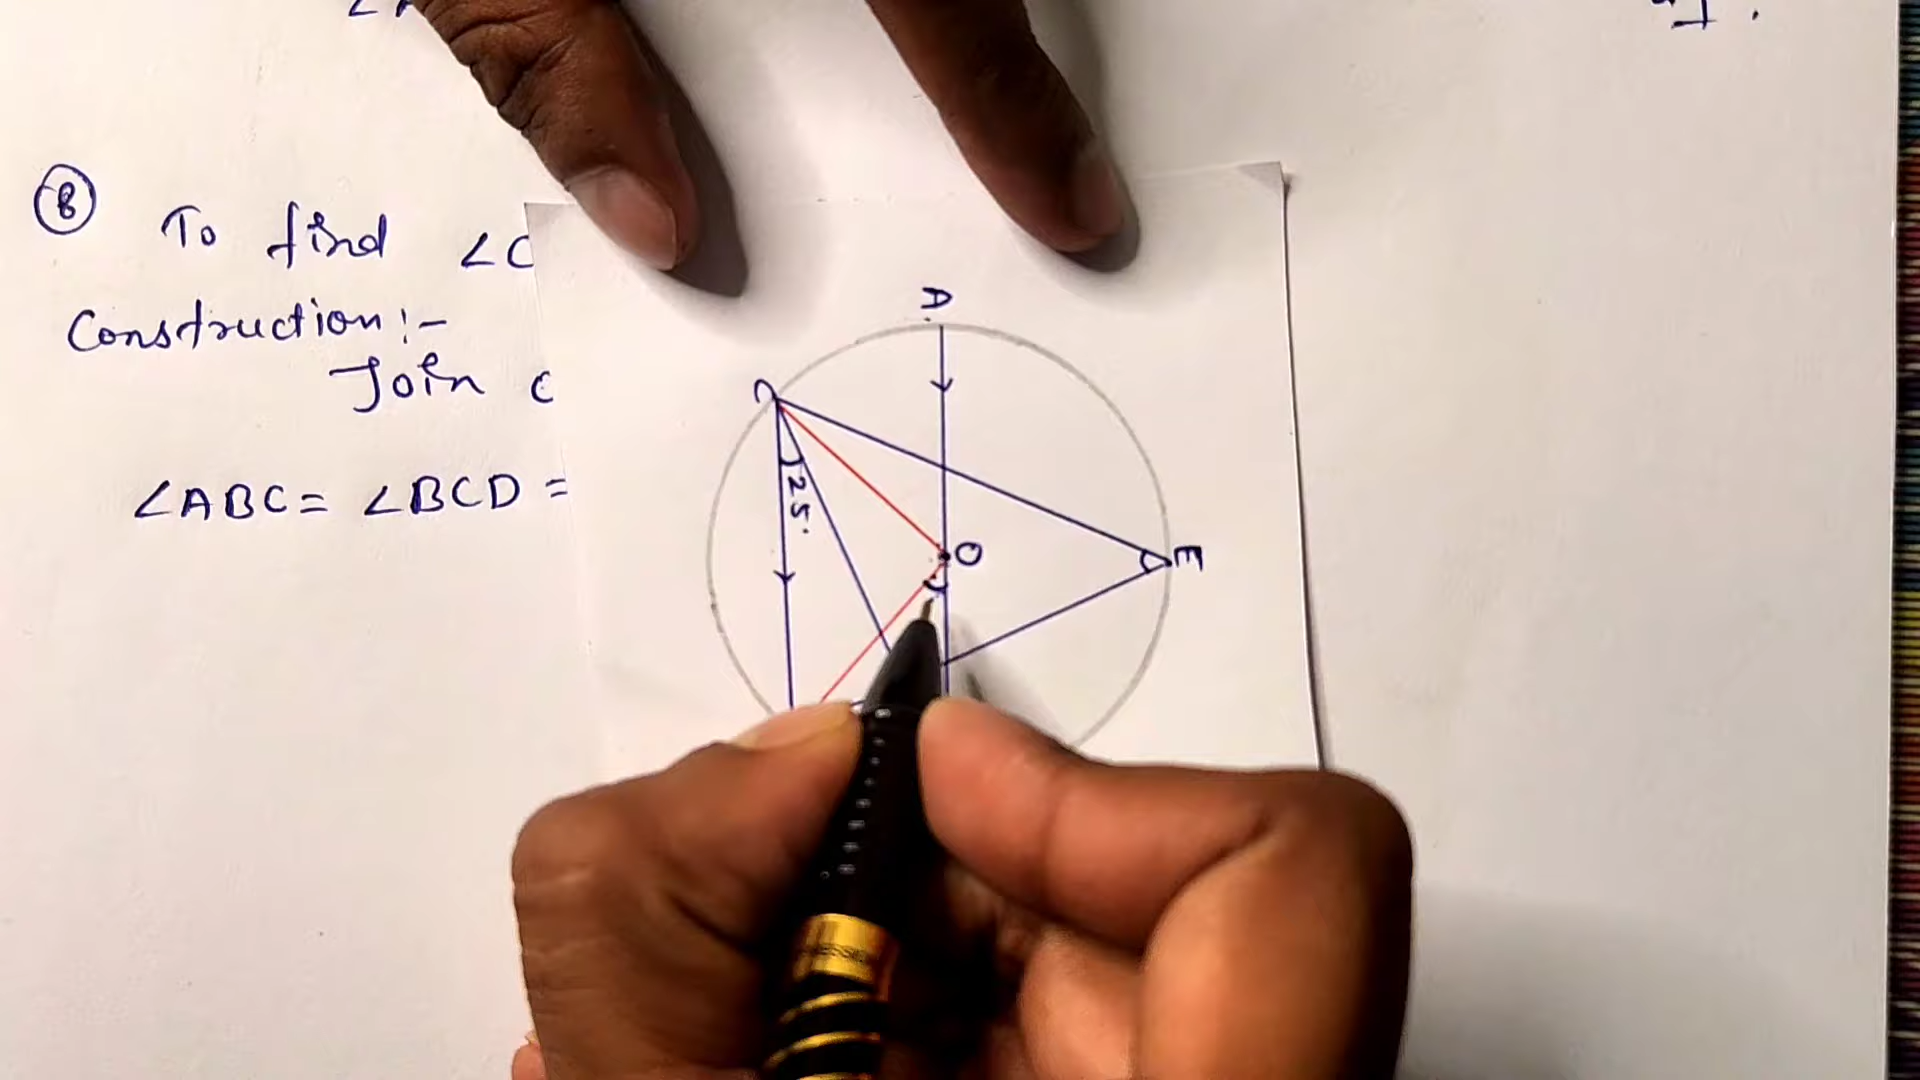 ⑧ To find ∠C
Construction:-
Join C
∠ABC = ∠BCD =
A
C
25°
O
E